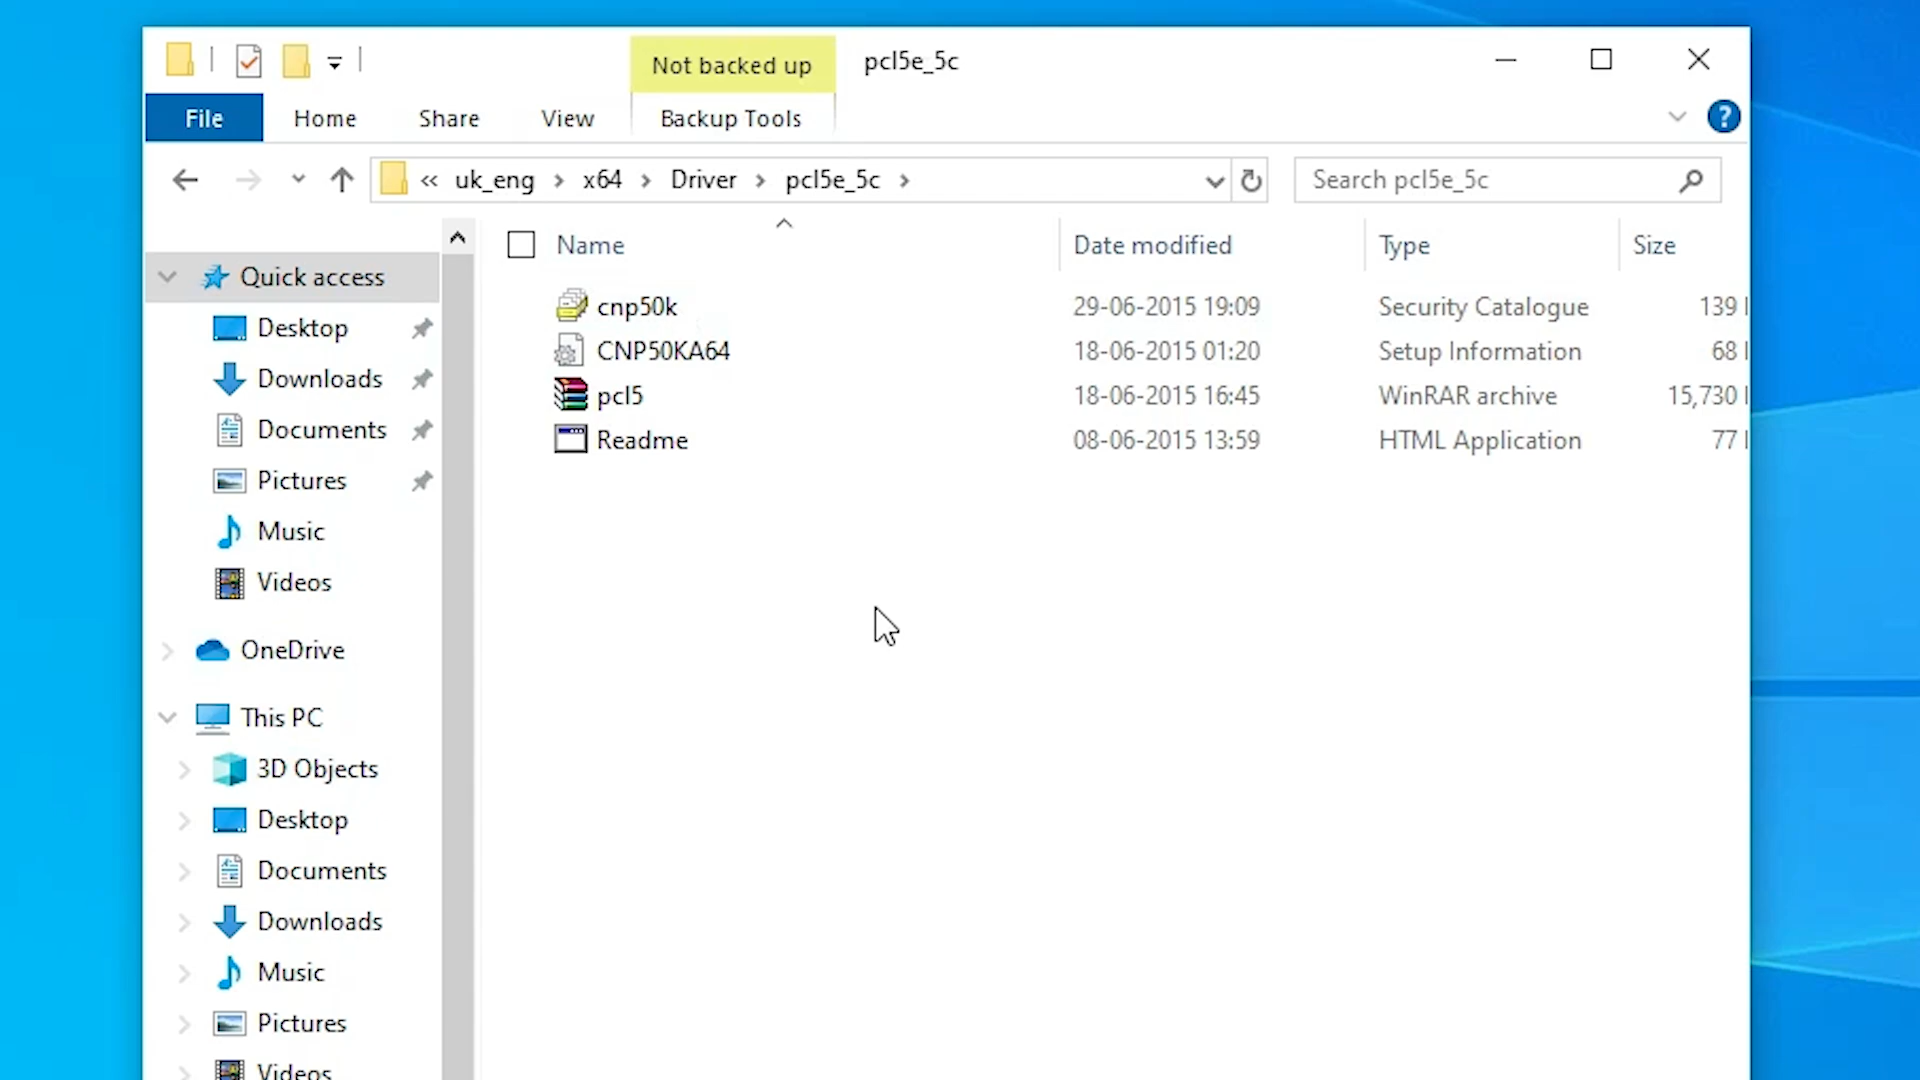 Not backed up
pcl5e_5c
File
Home
Share
View
Backup Tools
?
« uk_eng > x64 > Driver > pcl5e_5c >
Search pcl5e_5c
Name
Date modified
Type
Size
cnp50k
29-06-2015 19:09
Security Catalogue
139
CNP50KA64
18-06-2015 01:20
Setup Information
68
pcl5
18-06-2015 16:45
WinRAR archive
15,730
Readme
08-06-2015 13:59
HTML Application
77
Quick access
Desktop
Downloads
Documents
Pictures
Music
Videos
OneDrive
This PC
3D Objects
Desktop
Documents
Downloads
Music
Pictures
Videos